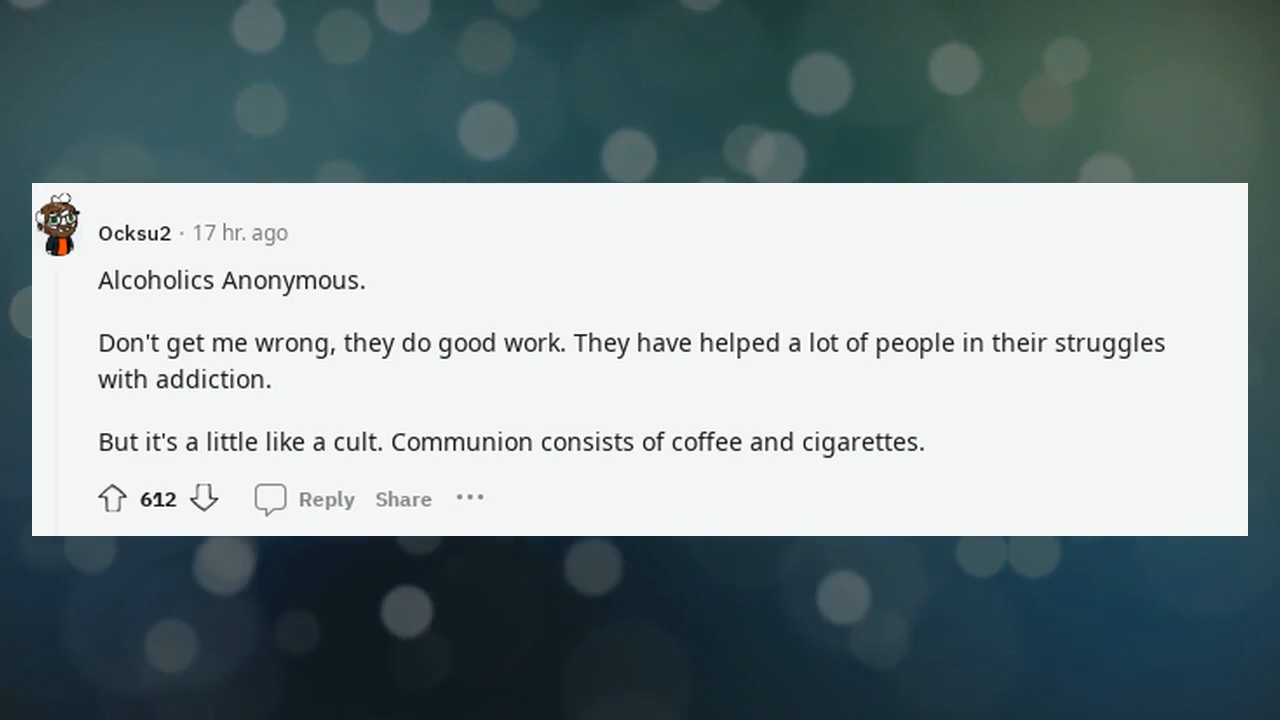 Ocksu2 · 17 hr. ago
Alcoholics Anonymous.
Don't get me wrong, they do good work. They have helped a lot of people in their struggles
with addiction.
But it's a little like a cult. Communion consists of coffee and cigarettes.
612 Reply Share •••